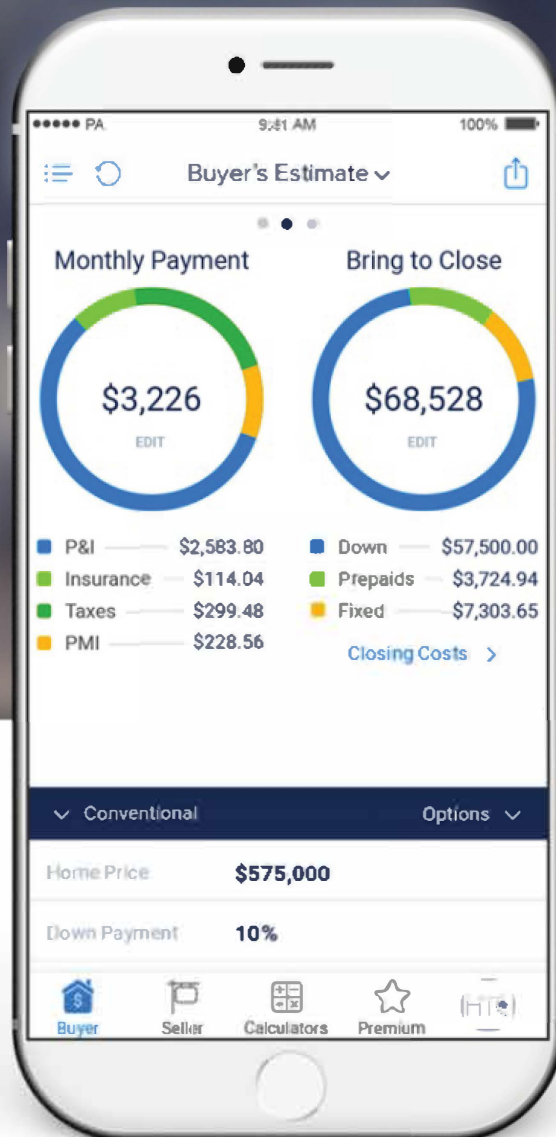 PA 9:41 AM 100%
Buyer's Estimate
Monthly Payment Bring to Close
$3,226 $68,528
EDIT EDIT
P&I $2,583.80 Down $57,500.00
Insurance $114.04 Prepaids $3,724.94
Taxes $299.48 Fixed $7,303.65
PMI $228.56 Closing Costs >
Conventional Options
Home Price $575,000
Down Payment 10%
$
Buyer Seller Calculators Premium